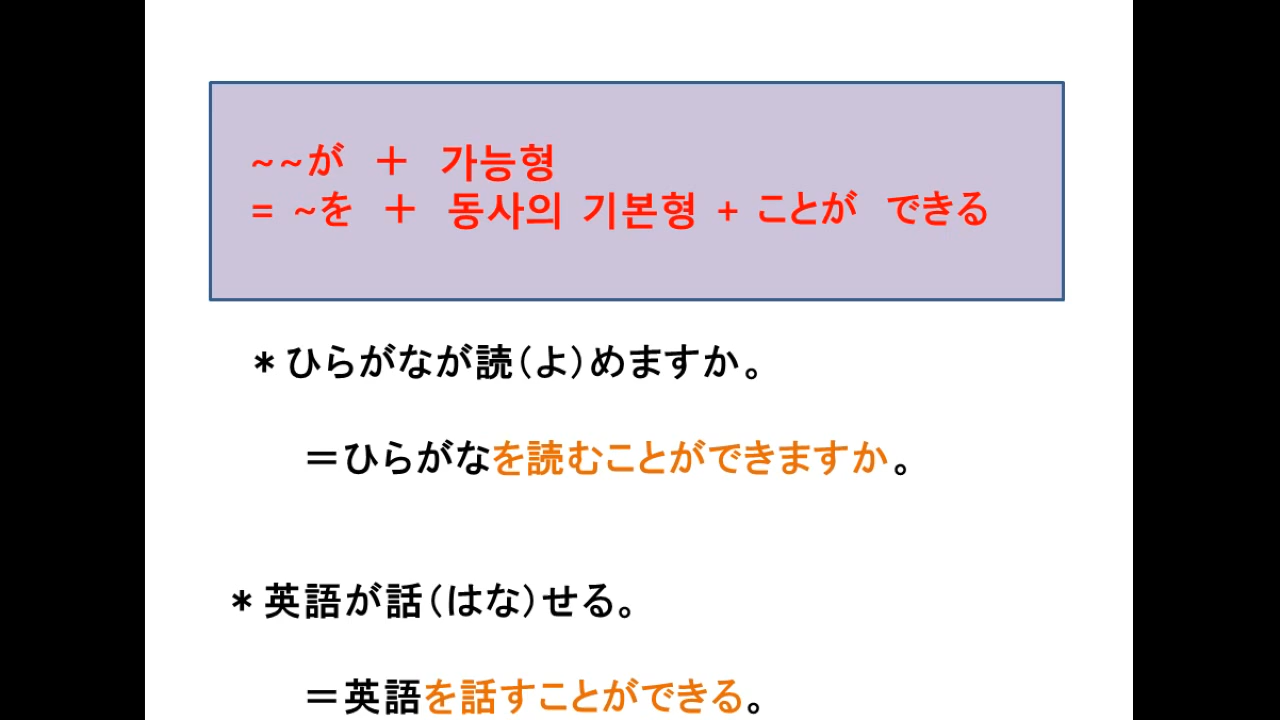 ~~が ＋ 가능형
= ~を ＋ 동사의 기본형 + ことが できる
＊ひらがなが読（よ）めますか。
＝ひらがなを読むことができますか。
＊英語が話（はな）せる。
＝英語を話すことができる。